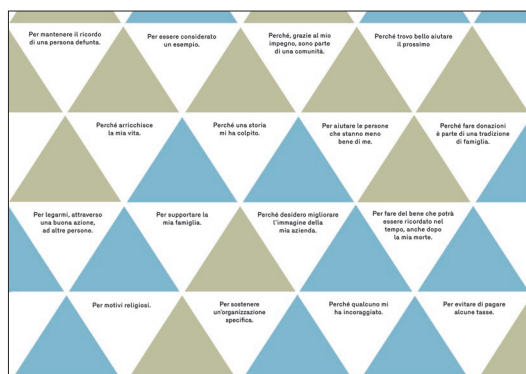 Per mantenere il ricordo
di una persona defunta.
Per essere considerato
un esempio.
Perché, grazie al mio
impegno, sono parte
di una comunità.
Perché trovo bello aiutare
il prossimo
Perché arricchisce
la mia vita.
Perché una storia
mi ha colpito.
Per aiutare le persone
che stanno meno
bene di me.
Perché fare donazioni
è parte di una tradizione
di famiglia.
Per legarmi, attraverso
una buona azione,
ad altre persone.
Per supportare la
mia famiglia.
Perché desidero migliorare
l'immagine della
mia azienda.
Per fare del bene che potrà
essere ricordato nel
tempo, anche dopo
la mia morte.
Per motivi religiosi.
Per sostenere
un'organizzazione
specifica.
Perché qualcuno mi
ha incoraggiato.
Per evitare di pagare
alcune tasse.